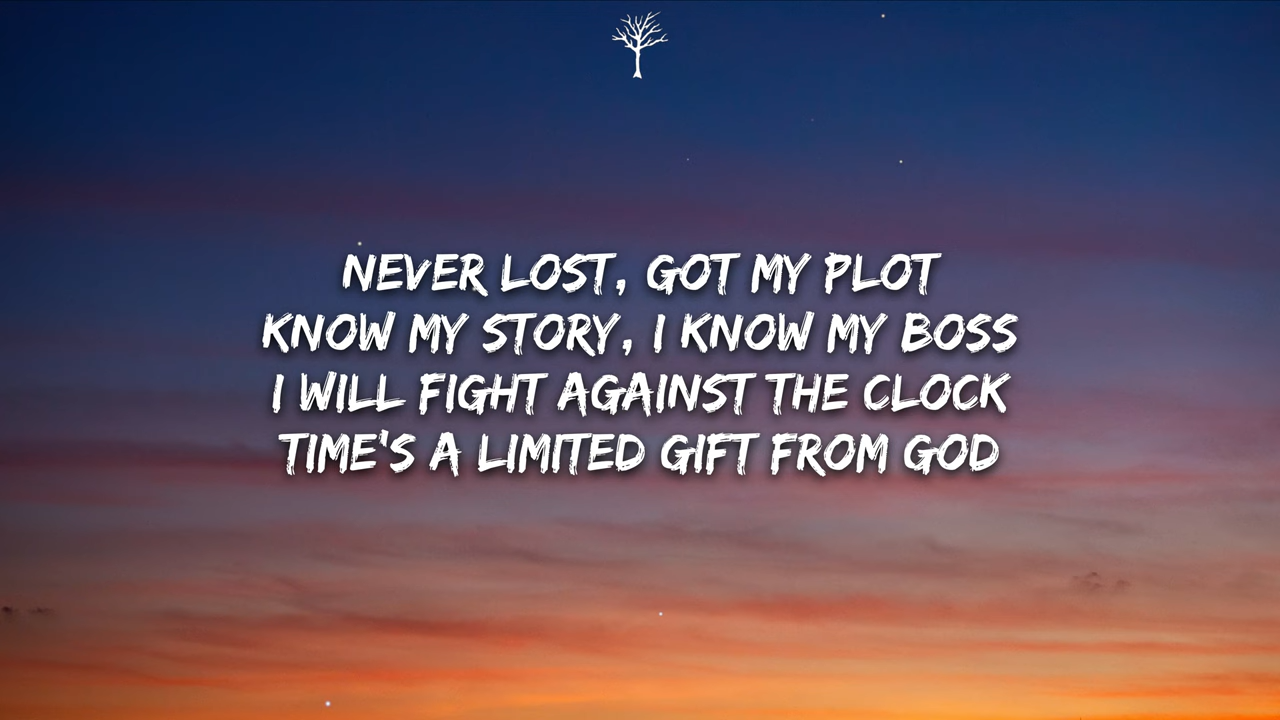 NEVER LOST, GOT MY PLOT
KNOW MY STORY, I KNOW MY BOSS
I WILL FIGHT AGAINST THE CLOCK
TIME'S A LIMITED GIFT FROM GOD